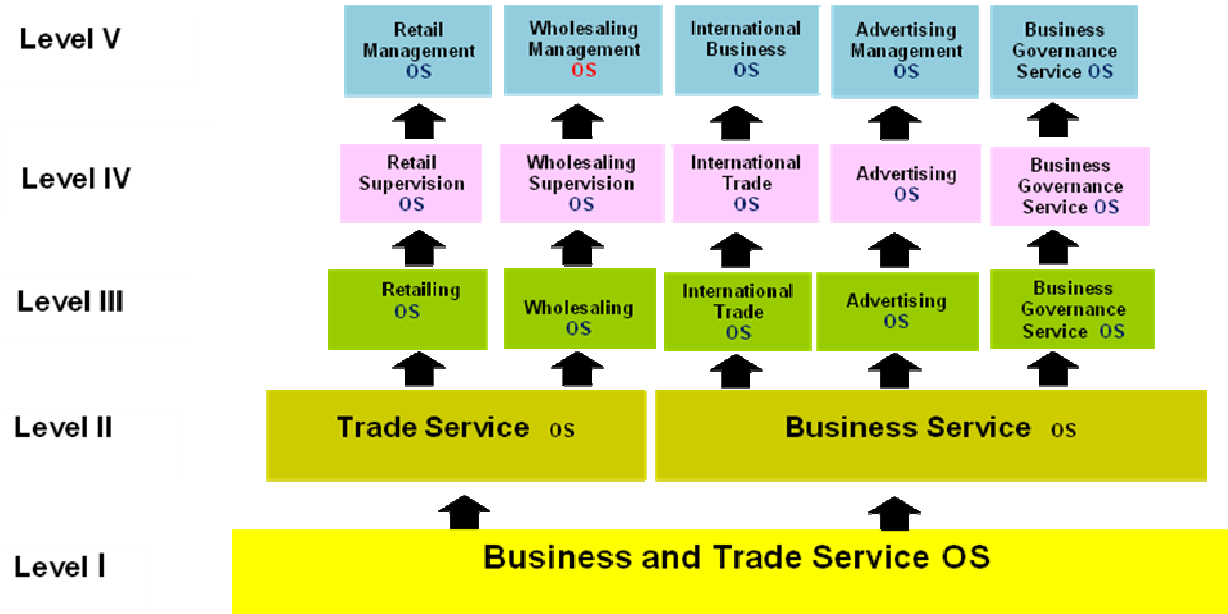 Level V
Retail
Management
OS
Wholesaling
Management
OS
International
Business
OS
Advertising
Management
OS
Business
Governance
Service OS
Level IV
Retail
Supervision
OS
Wholesaling
Supervision
OS
International
Trade
OS
Advertising
OS
Business
Governance
Service OS
Level III
Retailing
OS
Wholesaling
OS
International
Trade
OS
Advertising
OS
Business
Governance
Service OS
Level II
Trade Service OS
Business Service OS
Level I
Business and Trade Service OS